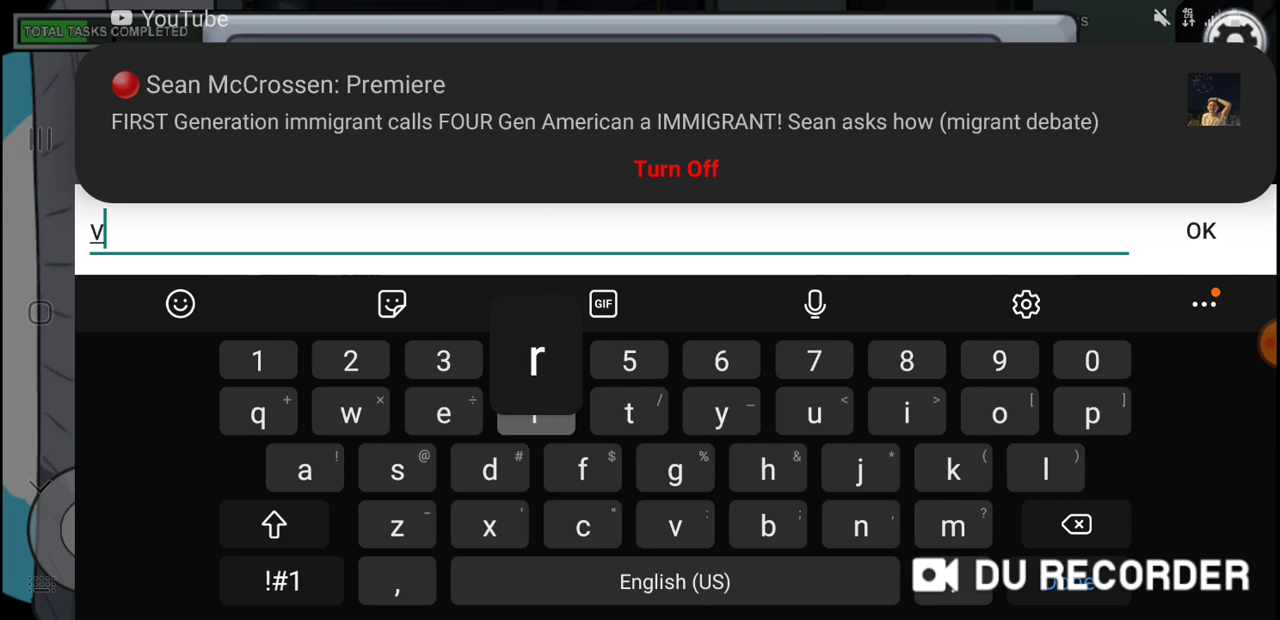 YouTube
TOTAL TASKS COMPLETED
Sean McCrossen: Premiere
FIRST Generation immigrant calls FOUR Gen American a IMMIGRANT! Sean asks how (migrant debate)
Turn Off
v
OK
GIF
1 2 3 r 5 6 7 8 9 0
q + w × e ÷ t / y _ u < i > o [ p ]
a ! s @ d # f $ g % h & j * k ( l )
z - x ' c " v : b ; n , m ?
!#1 , English (US) Done
DU RECORDER